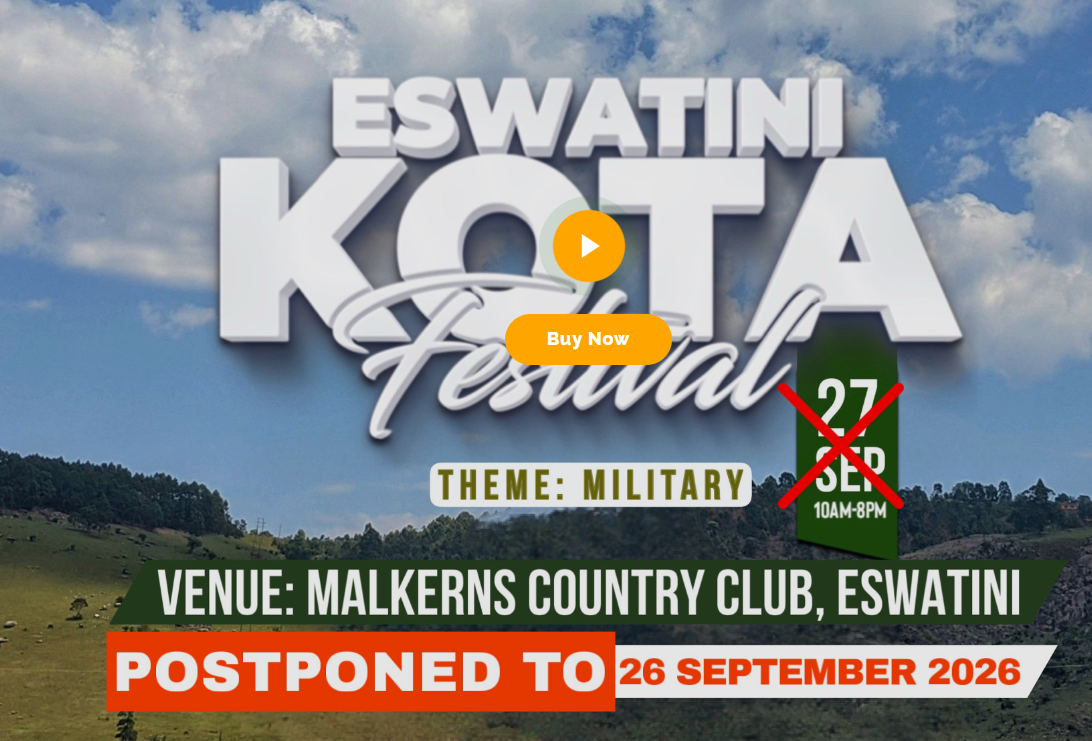 ESWATINI
KOTA
Festival
Buy Now
27
SEP
10AM-8PM
THEME: MILITARY
VENUE: MALKERNS COUNTRY CLUB, ESWATINI
POSTPONED TO 26 SEPTEMBER 2026